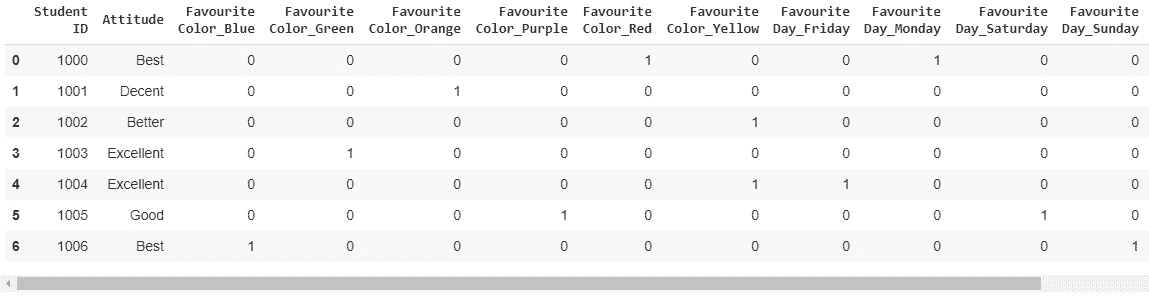 Student ID Attitude Favourite Color_Blue Favourite Color_Green Favourite Color_Orange Favourite Color_Purple Favourite Color_Red Favourite Color_Yellow Favourite Day_Friday Favourite Day_Monday Favourite Day_Saturday Favourite Day_Sunday
0 1000 Best 0 0 0 0 1 0 0 1 0 0
1 1001 Decent 0 0 1 0 0 0 0 0 0 0
2 1002 Better 0 0 0 0 0 1 0 0 0 0
3 1003 Excellent 0 1 0 0 0 0 0 0 0 0
4 1004 Excellent 0 0 0 0 0 1 1 0 0 0
5 1005 Good 0 0 0 1 0 0 0 0 1 0
6 1006 Best 1 0 0 0 0 0 0 0 0 1